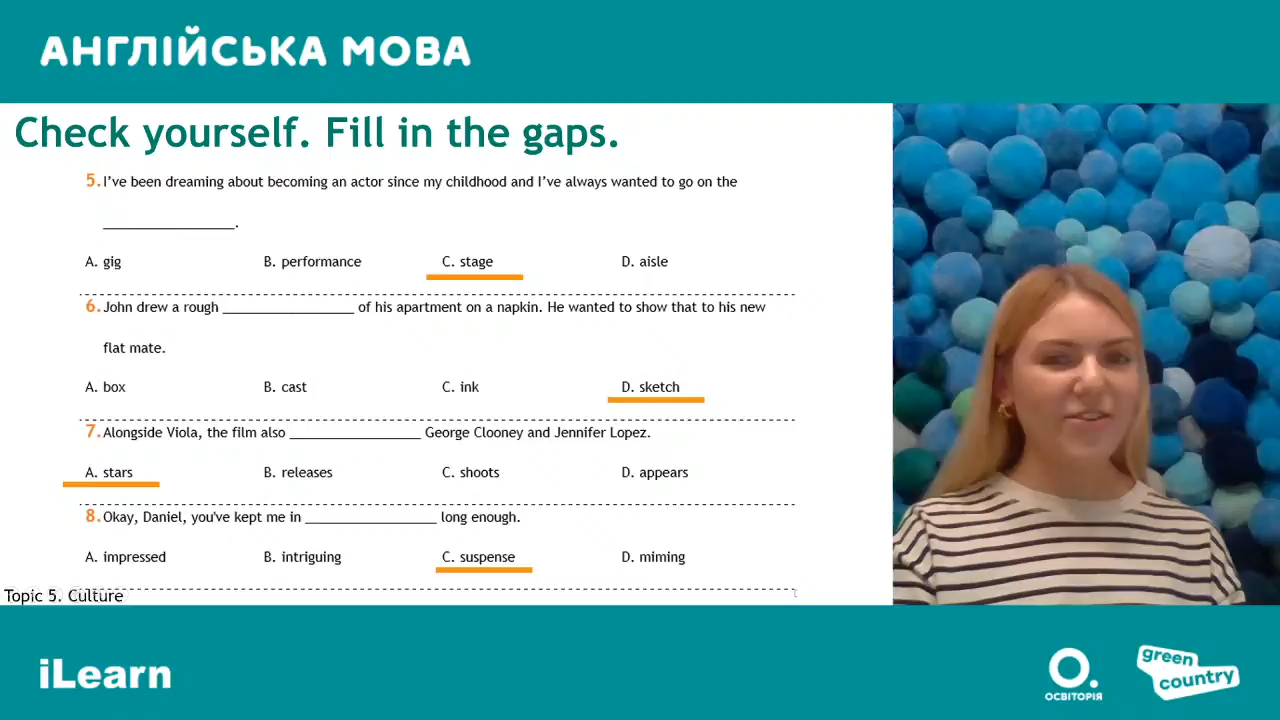 АНГЛІЙСЬКА МОВА
Check yourself. Fill in the gaps.
5. I've been dreaming about becoming an actor since my childhood and I've always wanted to go on the
_________________.
A. gig B. performance C. stage D. aisle
6. John drew a rough _________________ of his apartment on a napkin. He wanted to show that to his new
flat mate.
A. box B. cast C. ink D. sketch
7. Alongside Viola, the film also _________________ George Clooney and Jennifer Lopez.
A. stars B. releases C. shoots D. appears
8. Okay, Daniel, you've kept me in _________________ long enough.
A. impressed B. intriguing C. suspense D. miming
Topic 5. Culture
iLearn
О.
ОСВІТОРІЯ
green
country